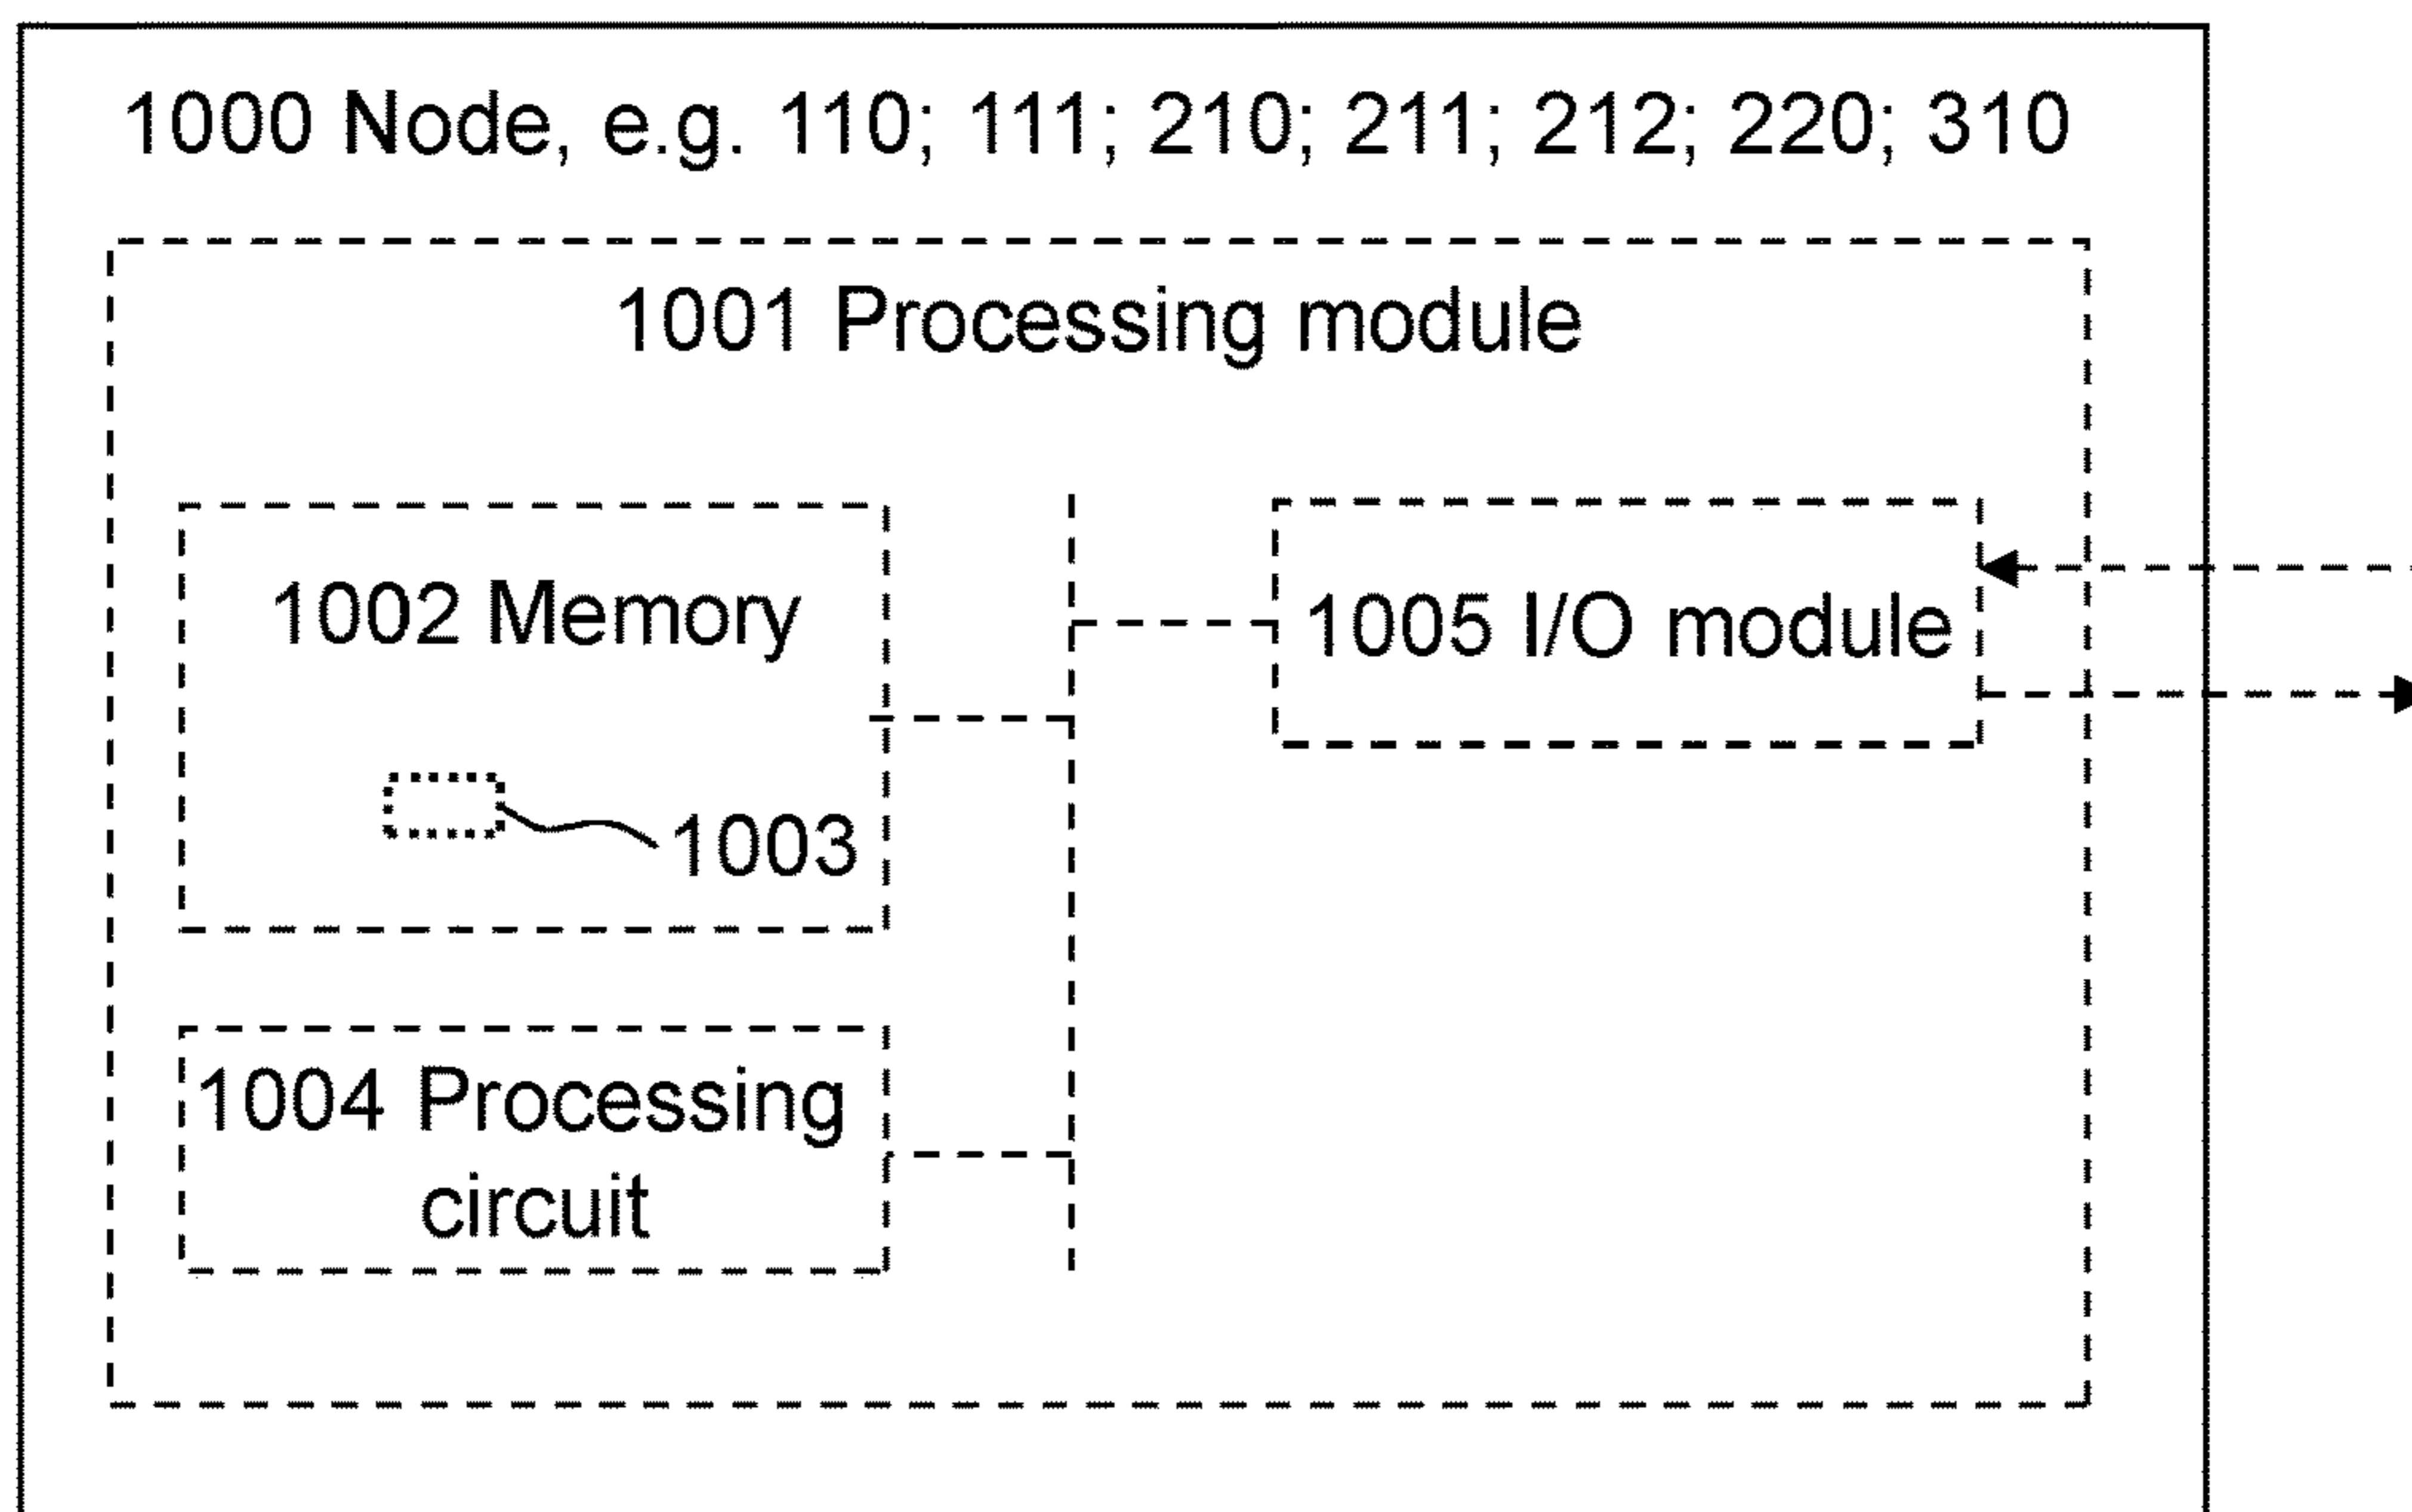 1000 Node, e.g. 110; 111; 210; 211; 212; 220; 310
1001 Processing module
1002 Memory
1003
1005 I/O module
1004 Processing
circuit